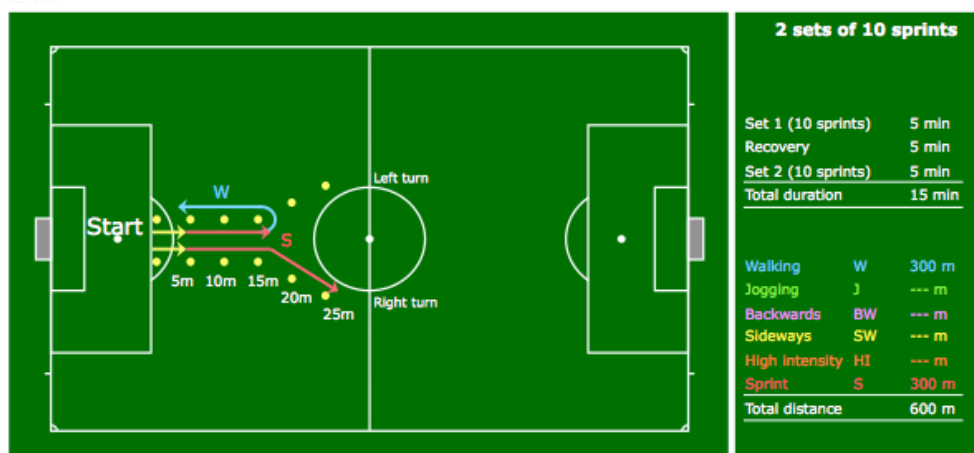 2 sets of 10 sprints
Set 1 (10 sprints) 5 min
Recovery 5 min
Set 2 (10 sprints) 5 min
Total duration 15 min
Left turn
W
Start
S
5m 10m 15m
20m
25m
Right turn
Walking W 300 m
Jogging J --- m
Backwards BW --- m
Sideways SW --- m
High intensity HI --- m
Sprint S 300 m
Total distance 600 m